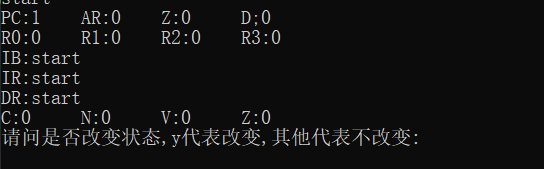 start
PC:1 AR:0 Z:0 D;0
R0:0 R1:0 R2:0 R3:0
IB:start
IR:start
DR:start
C:0 N:0 V:0 Z:0
请问是否改变状态,y代表改变,其他代表不改变: